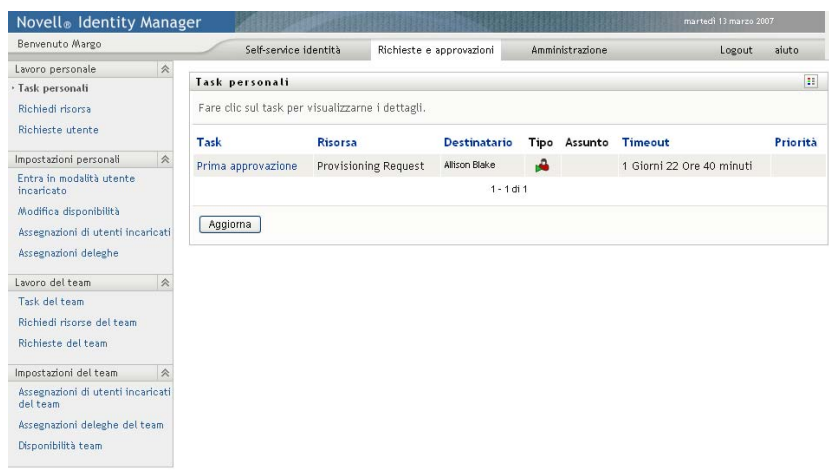 Novell® Identity Manager
martedì 13 marzo 2007
Benvenuto Margo
Self-service identità
Richieste e approvazioni
Amministrazione
Logout
aiuto
Lavoro personale
Task personali
Richiedi risorsa
Richieste utente
Impostazioni personali
Entra in modalità utente
incaricato
Modifica disponibilità
Assegnazioni di utenti incaricati
Assegnazioni deleghe
Lavoro del team
Task del team
Richiedi risorse del team
Richieste del team
Impostazioni del team
Assegnazioni di utenti incaricati
del team
Assegnazioni deleghe del team
Disponibilità team
Task personali
Fare clic sul task per visualizzarne i dettagli.
Task Risorsa Destinatario Tipo Assunto Timeout Priorità
Prima approvazione Provisioning Request Allison Blake 1 Giorni 22 Ore 40 minuti
1 - 1 di 1
Aggiorna